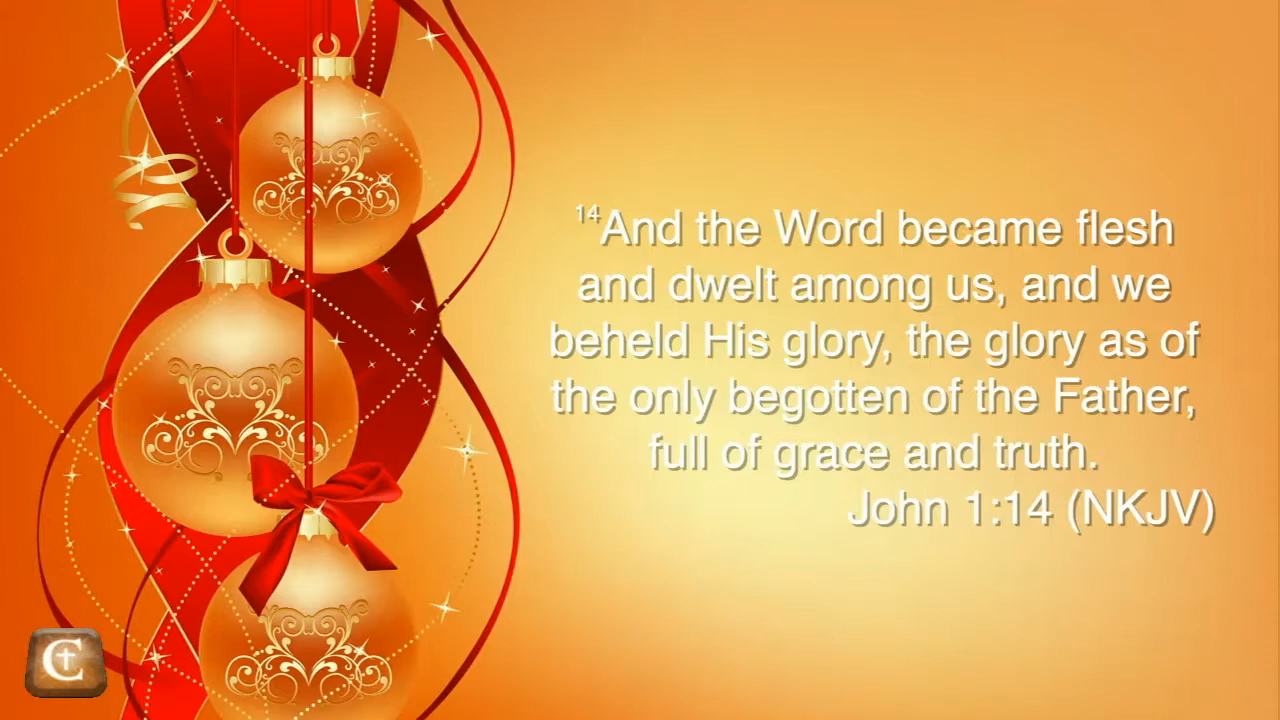 14And the Word became flesh
and dwelt among us, and we
beheld His glory, the glory as of
the only begotten of the Father,
full of grace and truth.
John 1:14 (NKJV)
C